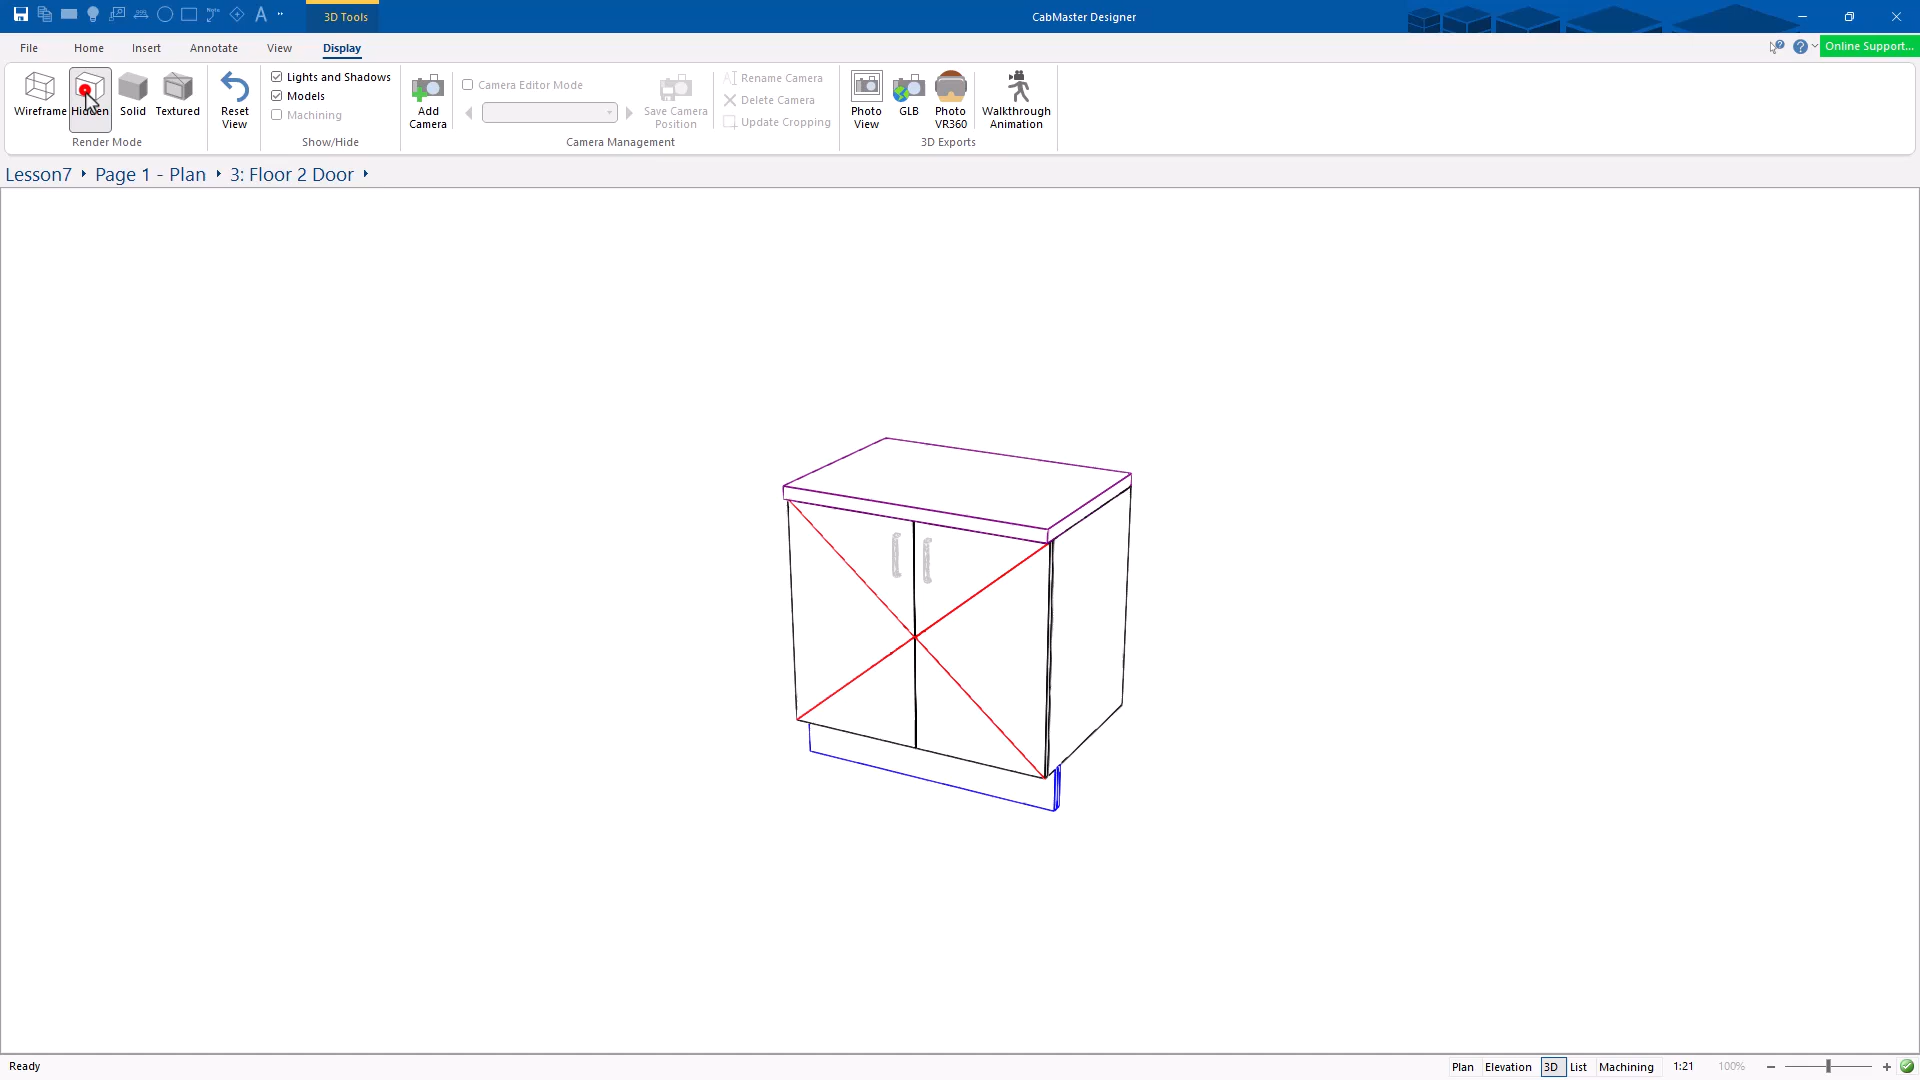 3D Tools
CabMaster Designer
File Home Insert Annotate View Display
Online Support...
Wireframe Hidden Solid Textured
Render Mode
Reset View
Lights and Shadows
Models
Machining
Show/Hide
Add Camera
Camera Editor Mode
Save Camera Position
Rename Camera
Delete Camera
Update Cropping
Camera Management
Photo View
GLB
Photo VR360
Walkthrough Animation
3D Exports
Lesson7 Page 1 - Plan 3: Floor 2 Door
Ready
Plan Elevation 3D List Machining 1:21 100%